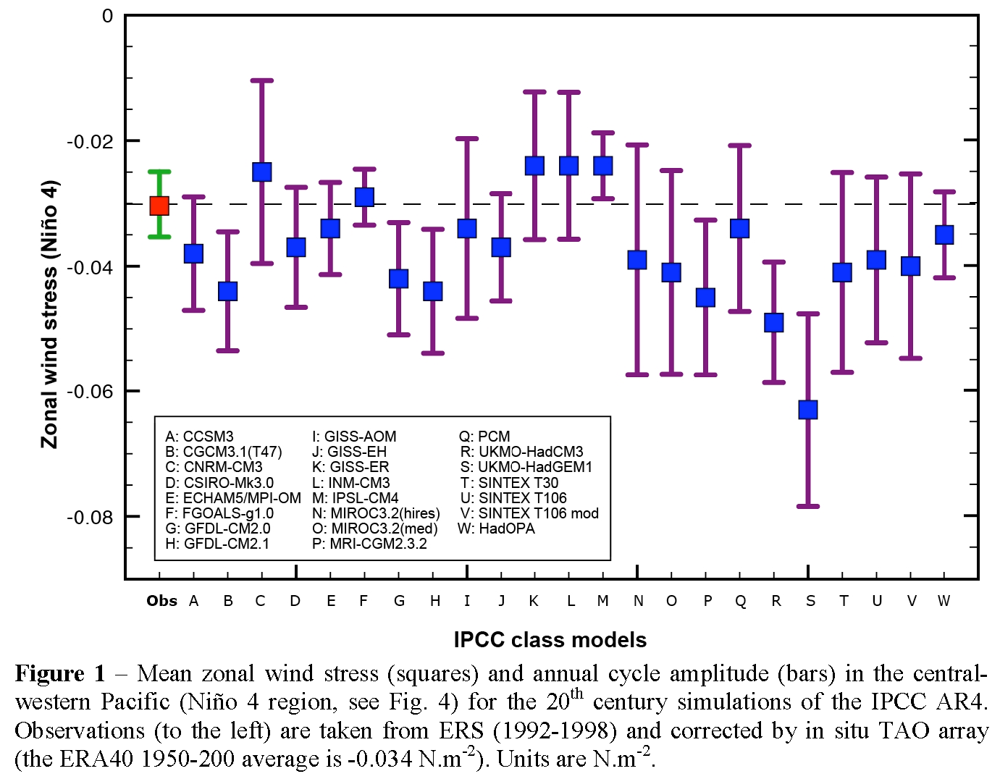 0
-0.02
-0.04
-0.06
-0.08
Zonal wind stress (Niño 4)
A: CCSM3
B: CGCM3.1(T47)
C: CNRM-CM3
D: CSIRO-Mk3.0
E: ECHAM5/MPI-OM
F: FGOALS-g1.0
G: GFDL-CM2.0
H: GFDL-CM2.1
I: GISS-AOM
J: GISS-EH
K: GISS-ER
L: INM-CM3
M: IPSL-CM4
N: MIROC3.2(hires)
O: MIROC3.2(med)
P: MRI-CGM2.3.2
Q: PCM
R: UKMO-HadCM3
S: UKMO-HadGEM1
T: SINTEX T30
U: SINTEX T106
V: SINTEX T106 mod
W: HadOPA
Obs A B C D E F G H I J K L M N O P Q R S T U V W
IPCC class models
Figure 1 – Mean zonal wind stress (squares) and annual cycle amplitude (bars) in the central-
western Pacific (Niño 4 region, see Fig. 4) for the 20th century simulations of the IPCC AR4.
Observations (to the left) are taken from ERS (1992-1998) and corrected by in situ TAO array
(the ERA40 1950-200 average is -0.034 N.m-2). Units are N.m-2.